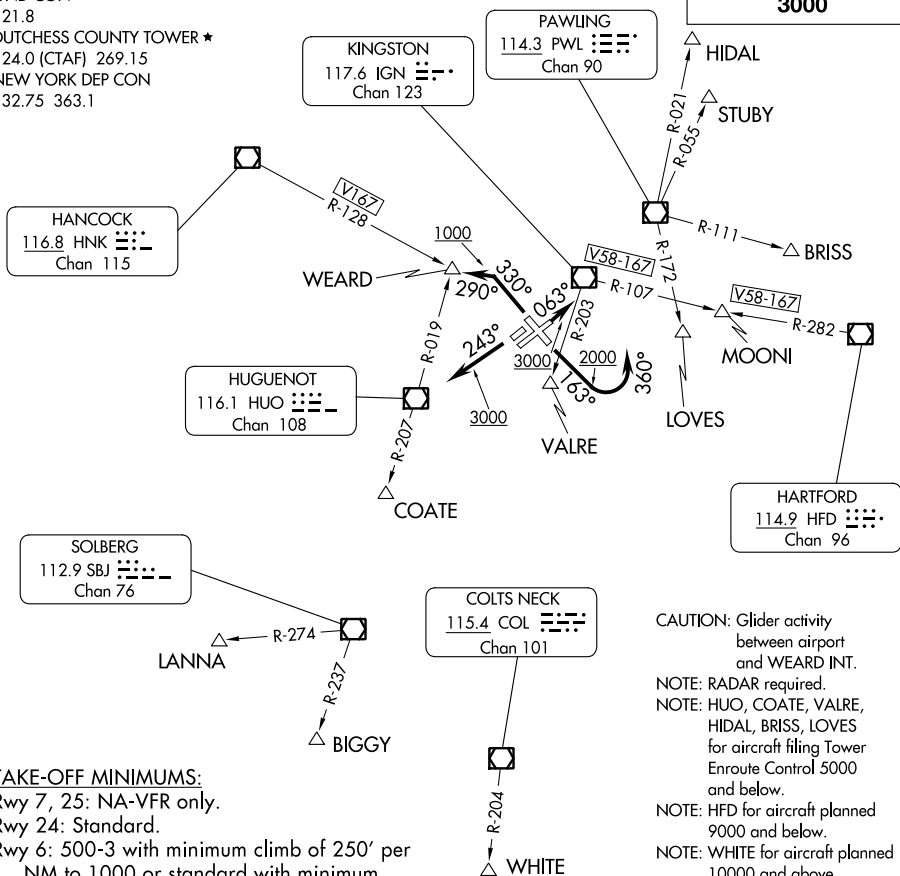 21.8
DUTCHESS COUNTY TOWER ★
24.0 (CTAF) 269.15
NEW YORK DEP CON
32.75 363.1
3000
KINGSTON
117.6 IGN
Chan 123
PAWLING
114.3 PWL
Chan 90
HIDAL
STUBY
R-021
R-055
HANCOCK
116.8 HNK
Chan 115
V167
R-128
WEARD
1000
330°
290°
063°
R-203
V58-167
R-107
R-172
R-111
BRISS
V58-167
R-282
MOONI
LOVES
R-019
243°
3000
3000
2000
163°
360°
VALRE
HUGUENOT
116.1 HUO
Chan 108
R-207
COATE
HARTFORD
114.9 HFD
Chan 96
SOLBERG
112.9 SBJ
Chan 76
R-274
LANNA
R-237
BIGGY
COLTS NECK
115.4 COL
Chan 101
R-204
WHITE
CAUTION: Glider activity
between airport
and WEARD INT.
NOTE: RADAR required.
NOTE: HUO, COATE, VALRE,
HIDAL, BRISS, LOVES
for aircraft filing Tower
Enroute Control 5000
and below.
NOTE: HFD for aircraft planned
9000 and below.
NOTE: WHITE for aircraft planned
10000 and above
TAKE-OFF MINIMUMS:
Rwy 7, 25: NA-VFR only.
Rwy 24: Standard.
Rwy 6: 500-3 with minimum climb of 250' per
NM to 1000 or standard with minimum